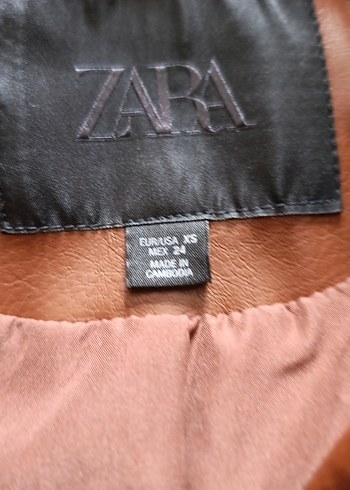 ZARA
EUR/USA XS
MEX 24
MADE IN
CAMBODIA